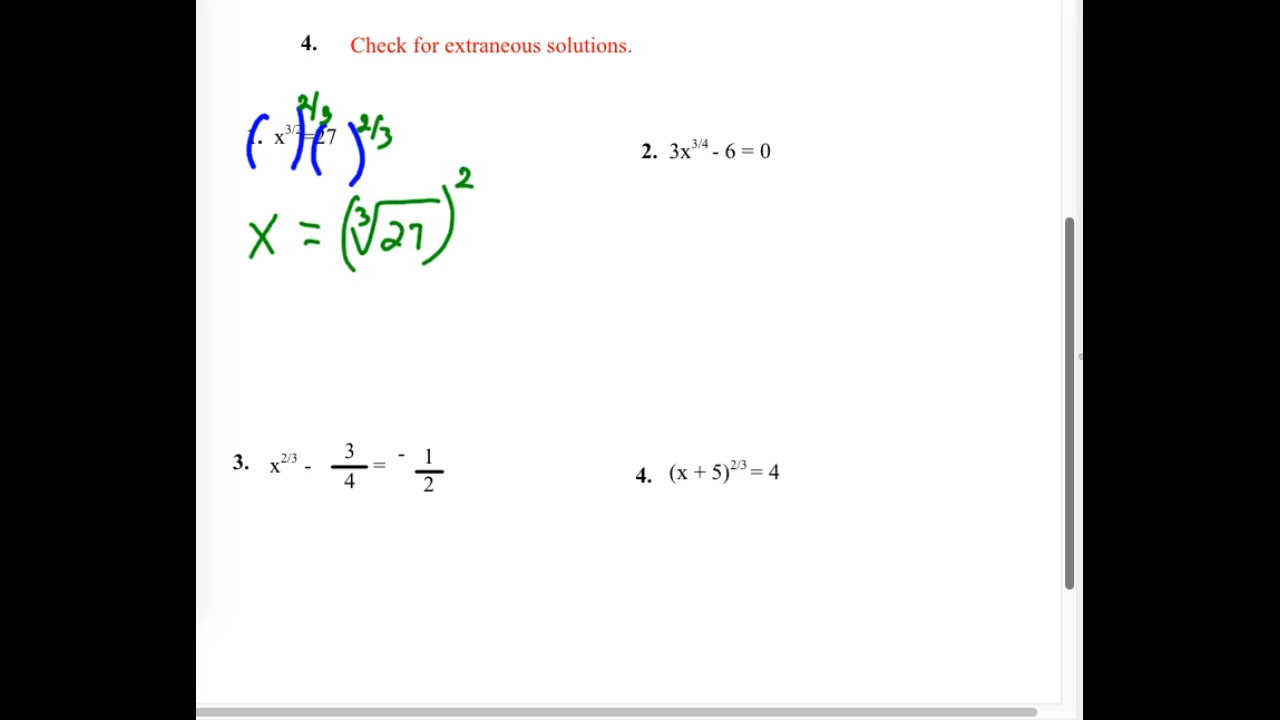 4. Check for extraneous solutions.
( . x^3/2 )^2/3 = ( 27 )^2/3
x = (∛27)^2
2. 3x^3/4 - 6 = 0
3. x^2/3 - 3/4 = - 1/2
4. (x + 5)^2/3 = 4